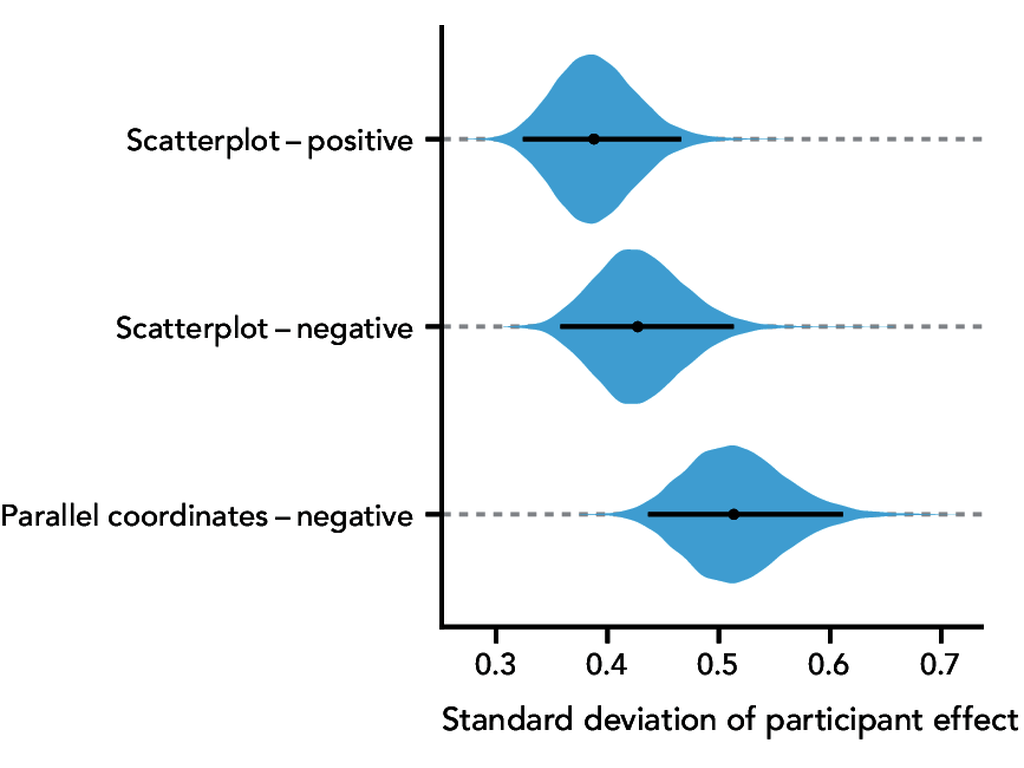 Scatterplot – positive
Scatterplot – negative
Parallel coordinates – negative
0.3 0.4 0.5 0.6 0.7
Standard deviation of participant effect